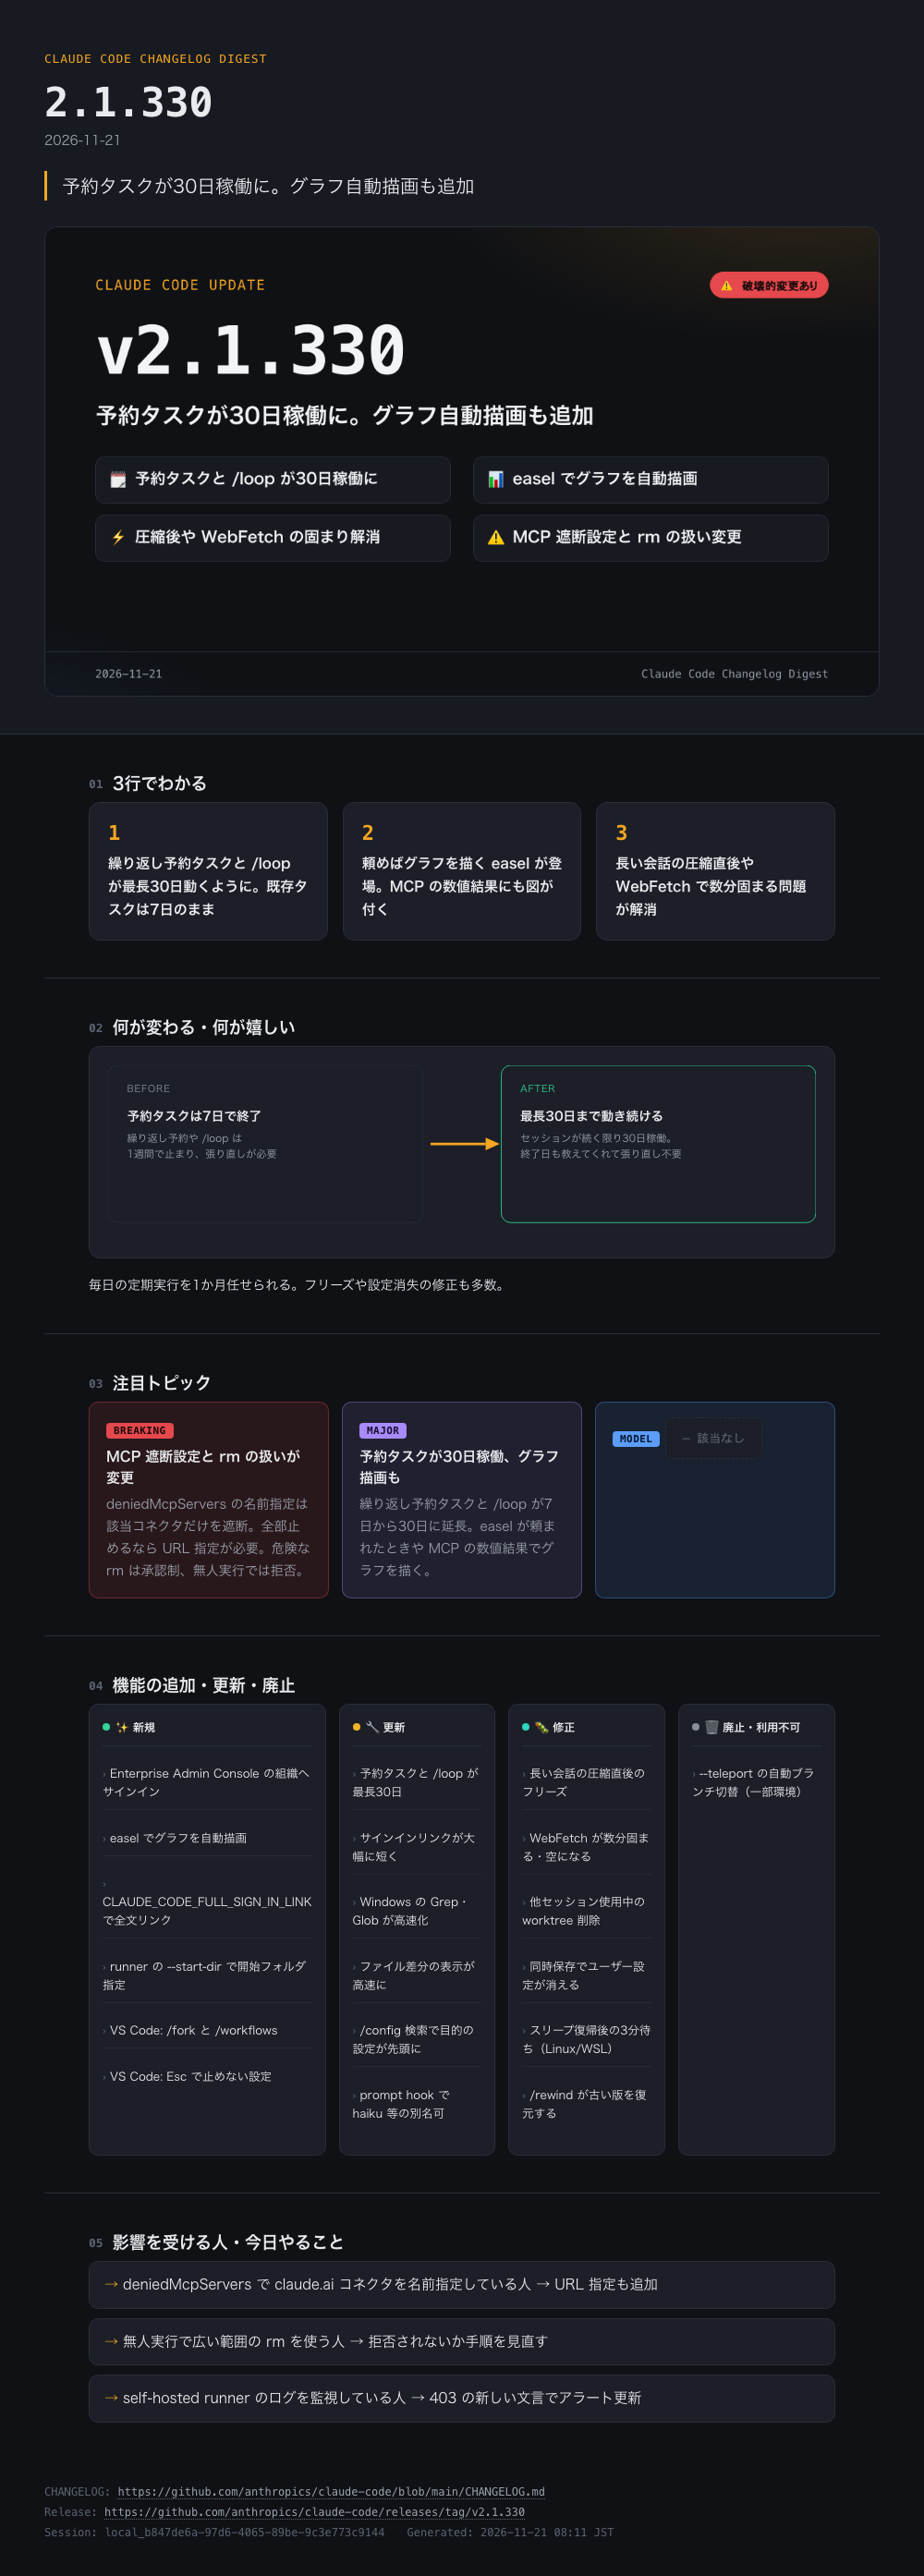 CLAUDE CODE CHANGELOG DIGEST
2.1.330
2026-11-21
予約タスクが30日稼働に。グラフ自動描画も追加
CLAUDE CODE UPDATE
⚠️ 破壊的変更あり
v2.1.330
予約タスクが30日稼働に。グラフ自動描画も追加
🗓️ 予約タスクと /loop が30日稼働に
📊 easel でグラフを自動描画
⚡ 圧縮後や WebFetch の固まり解消
⚠️ MCP 遮断設定と rm の扱い変更
2026-11-21
Claude Code Changelog Digest
01 3行でわかる
1
繰り返し予約タスクと /loop
が最長30日動くように。既存タ
スクは7日のまま
2
頼めばグラフを描く easel が登
場。MCP の数値結果にも図が
付く
3
長い会話の圧縮直後や
WebFetch で数分固まる問題
が解消
02 何が変わる・何が嬉しい
BEFORE
予約タスクは7日で終了
繰り返し予約や /loop は
1週間で止まり、張り直しが必要
AFTER
最長30日まで動き続ける
セッションが続く限り30日稼働。
終了日も教えてくれて張り直し不要
毎日の定期実行を1か月任せられる。フリーズや設定消失の修正も多数。
03 注目トピック
BREAKING
MCP 遮断設定と rm の扱いが
変更
deniedMcpServers の名前指定は
該当コネクタだけを遮断。全部止
めるなら URL 指定が必要。危険な
rm は承認制、無人実行では拒否。
MAJOR
予約タスクが30日稼働、グラフ
描画も
繰り返し予約タスクと /loop が7
日から30日に延長。easel が頼ま
れたときや MCP の数値結果でグ
ラフを描く。
MODEL
— 該当なし
04 機能の追加・更新・廃止
✨ 新規
› Enterprise Admin Console の組織へ
サインイン
› easel でグラフを自動描画
›
CLAUDE_CODE_FULL_SIGN_IN_LINK
で全文リンク
› runner の --start-dir で開始フォルダ
指定
› VS Code: /fork と /workflows
› VS Code: Esc で止めない設定
🔧 更新
› 予約タスクと /loop が
最長30日
› サインインリンクが大
幅に短く
› Windows の Grep・
Glob が高速化
› ファイル差分の表示が
高速に
› /config 検索で目的の
設定が先頭に
› prompt hook で
haiku 等の別名可
🐛 修正
› 長い会話の圧縮直後の
フリーズ
› WebFetch が数分固ま
る・空になる
› 他セッション使用中の
worktree 削除
› 同時保存でユーザー設
定が消える
› スリープ復帰後の3分待
ち（Linux/WSL）
› /rewind が古い版を復
元する
🗑️ 廃止・利用不可
› --teleport の自動ブラ
ンチ切替（一部環境）
05 影響を受ける人・今日やること
→ deniedMcpServers で claude.ai コネクタを名前指定している人 → URL 指定も追加
→ 無人実行で広い範囲の rm を使う人 → 拒否されないか手順を見直す
→ self-hosted runner のログを監視している人 → 403 の新しい文言でアラート更新
CHANGELOG: https://github.com/anthropics/claude-code/blob/main/CHANGELOG.md
Release: https://github.com/anthropics/claude-code/releases/tag/v2.1.330
Session: local_b847de6a-97d6-4065-89be-9c3e773c9144 Generated: 2026-11-21 08:11 JST